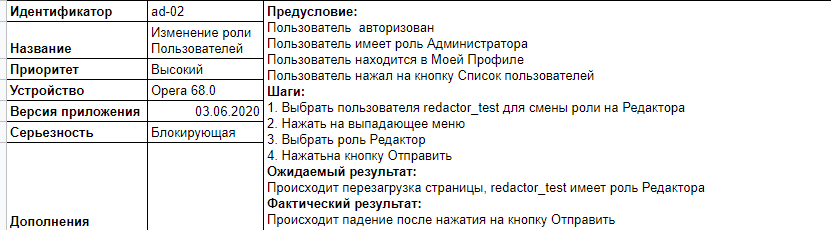 Идентификатор ad-02
Название Изменение роли Пользователей
Приоритет Высокий
Устройство Opera 68.0
Версия приложения 03.06.2020
Серьезность Блокирующая
Дополнения
Предусловие:
Пользователь  авторизован
Пользователь имеет роль Администратора
Пользователь находится в Моей Профиле
Пользователь нажал на кнопку Список пользователей
Шаги:
1. Выбрать пользователя redactor_test для смены роли на Редактора
2. Нажать на выпадающее меню
3. Выбрать роль Редактор
4. Нажатьна кнопку Отправить
Ожидаемый результат:
Происходит перезагрузка страницы, redactor_test имеет роль Редактора
Фактический результат:
Происходит падение после нажатия на кнопку Отправить